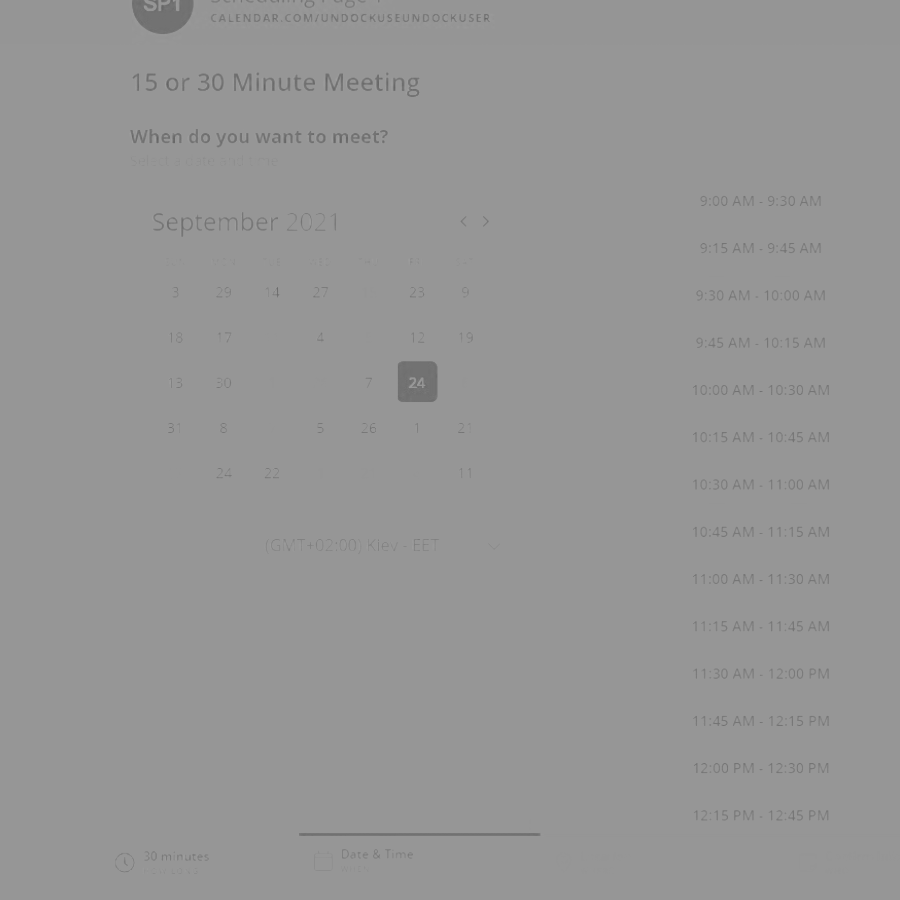 SP1
CALENDAR.COM/UNDOCKUSEUNDOCKUSER
15 or 30 Minute Meeting
When do you want to meet?
Select a date and time
September 2021
3 29 14 27 23 9
18 17 4 12 19
13 30 7 24
31 8 5 26 1 21
24 22 11
(GMT+02:00) Kiev - EET
9:00 AM - 9:30 AM
9:15 AM - 9:45 AM
9:30 AM - 10:00 AM
9:45 AM - 10:15 AM
10:00 AM - 10:30 AM
10:15 AM - 10:45 AM
10:30 AM - 11:00 AM
10:45 AM - 11:15 AM
11:00 AM - 11:30 AM
11:15 AM - 11:45 AM
11:30 AM - 12:00 PM
11:45 AM - 12:15 PM
12:00 PM - 12:30 PM
12:15 PM - 12:45 PM
30 minutes
Date & Time